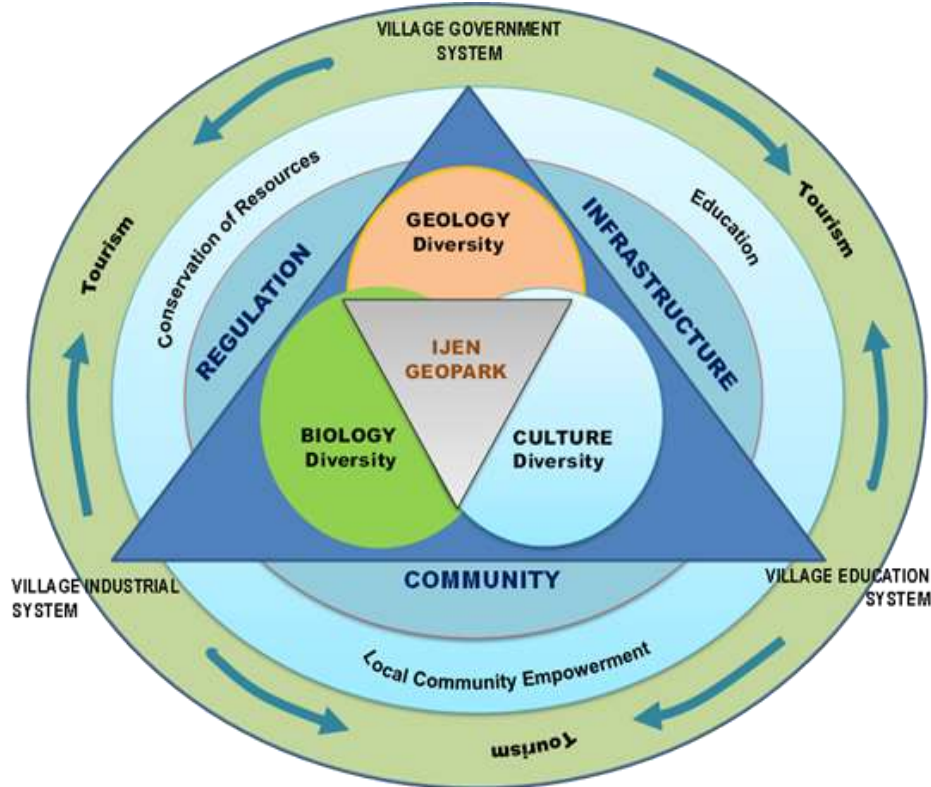 VILLAGE GOVERNMENT
SYSTEM
Conservation of Resources
Education
Tourism
Tourism
REGULATION
INFRASTRUCTURE
GEOLOGY
Diversity
IJEN
GEOPARK
BIOLOGY
Diversity
CULTURE
Diversity
COMMUNITY
VILLAGE INDUSTRIAL
SYSTEM
VILLAGE EDUCATION
SYSTEM
Local Community Empowerment
Tourism